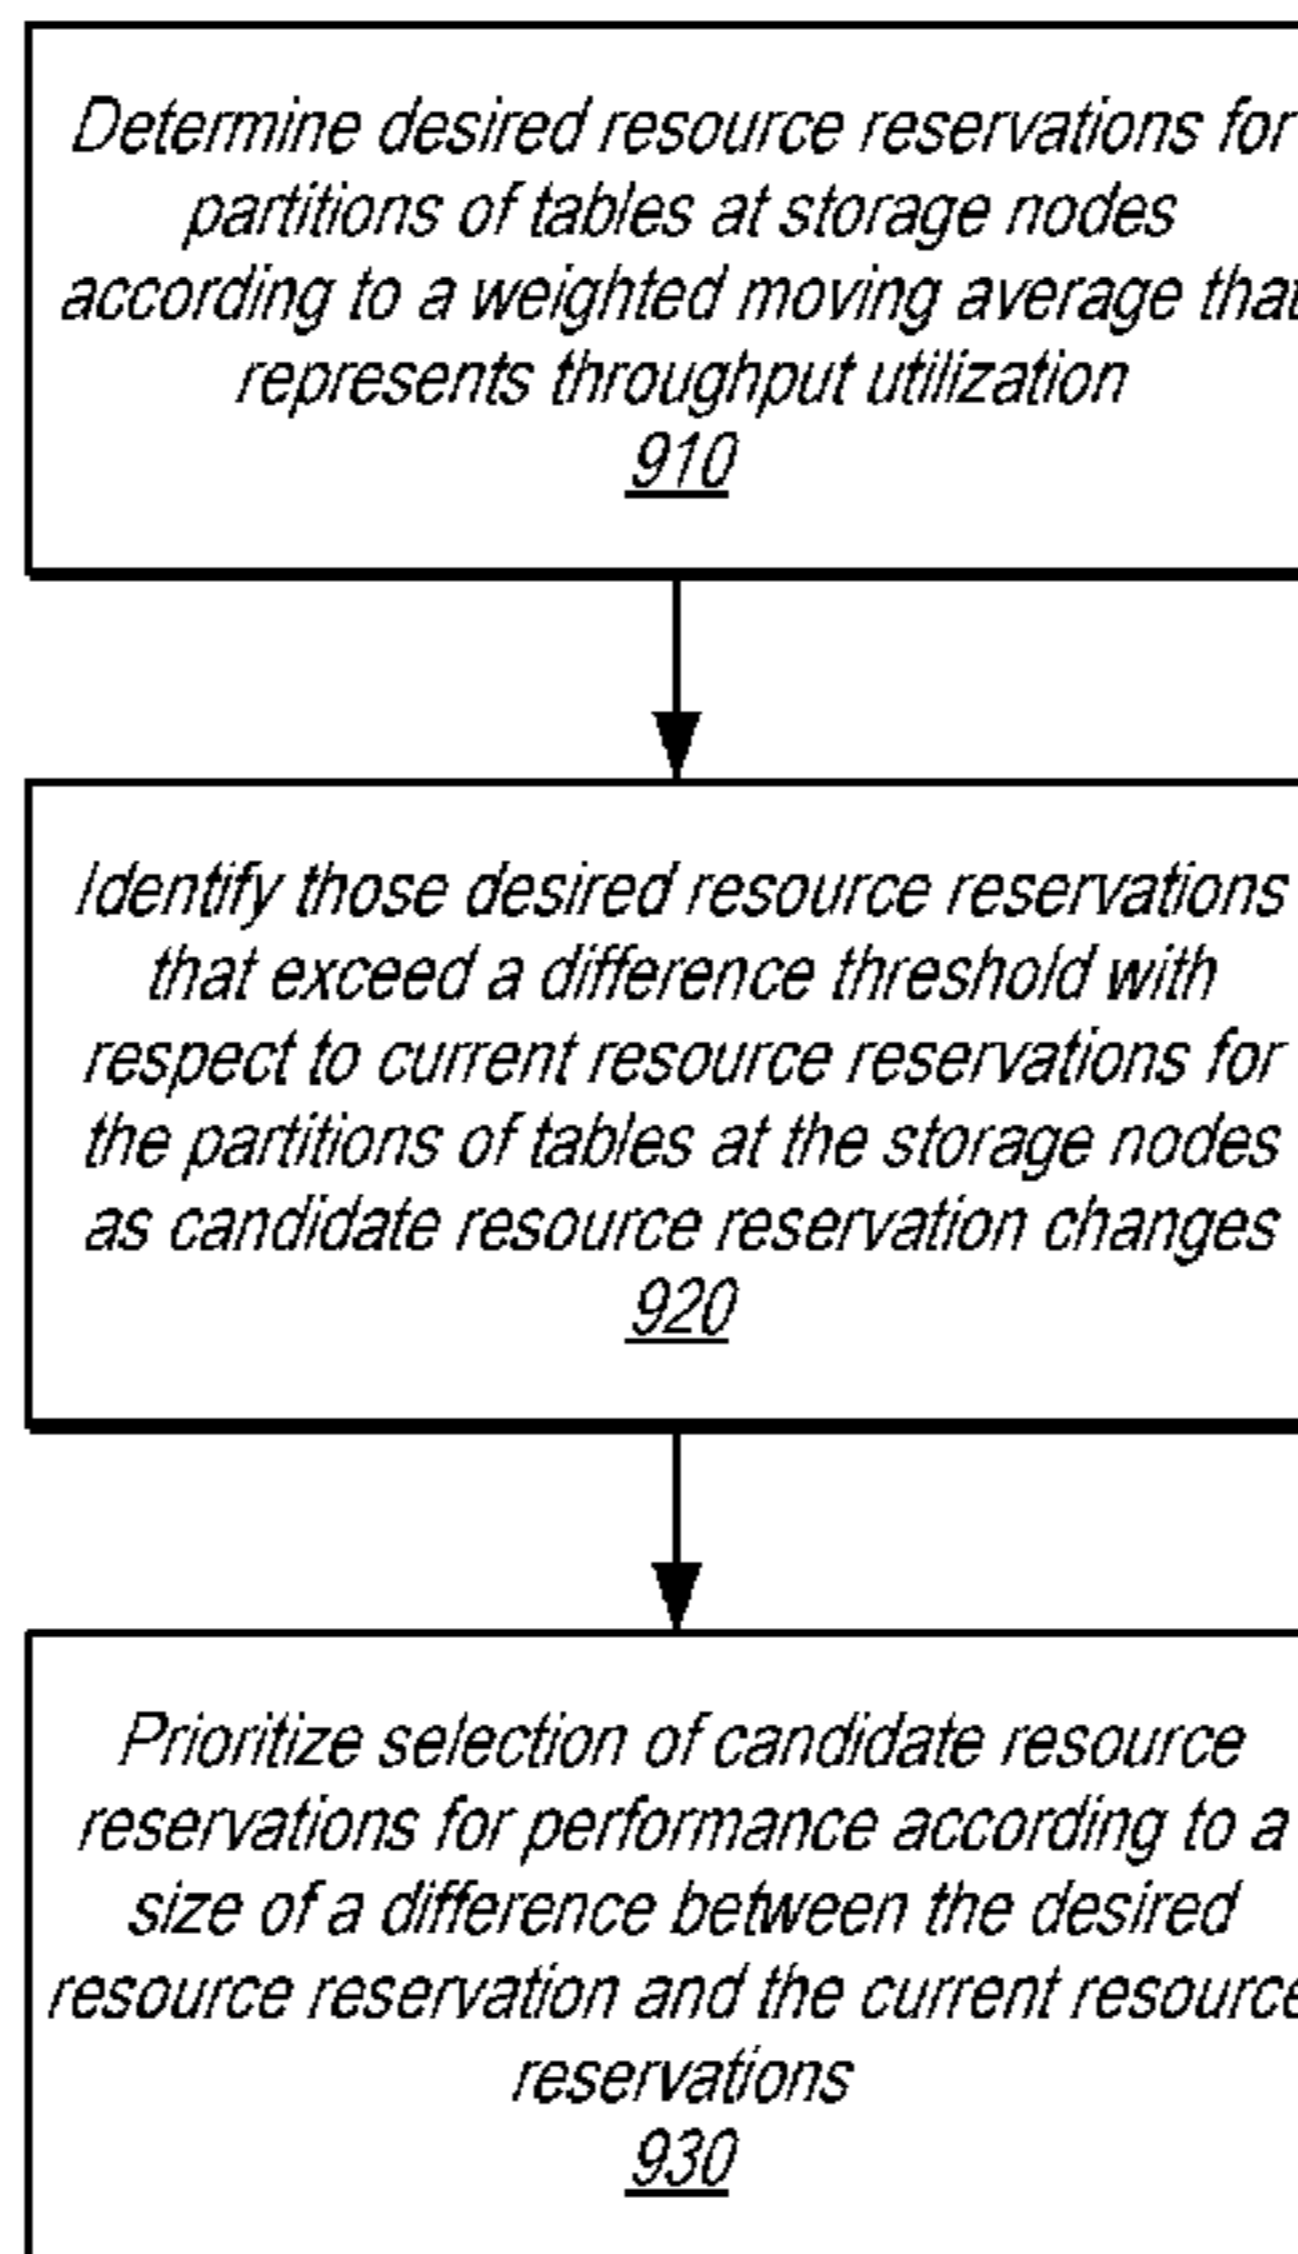 Determine desired resource reservations for
partitions of tables at storage nodes
according to a weighted moving average that
represents throughput utilization
910
Identify those desired resource reservations
that exceed a difference threshold with
respect to current resource reservations for
the partitions of tables at the storage nodes
as candidate resource reservation changes
920
Prioritize selection of candidate resource
reservations for performance according to a
size of a difference between the desired
resource reservation and the current resource
reservations
930